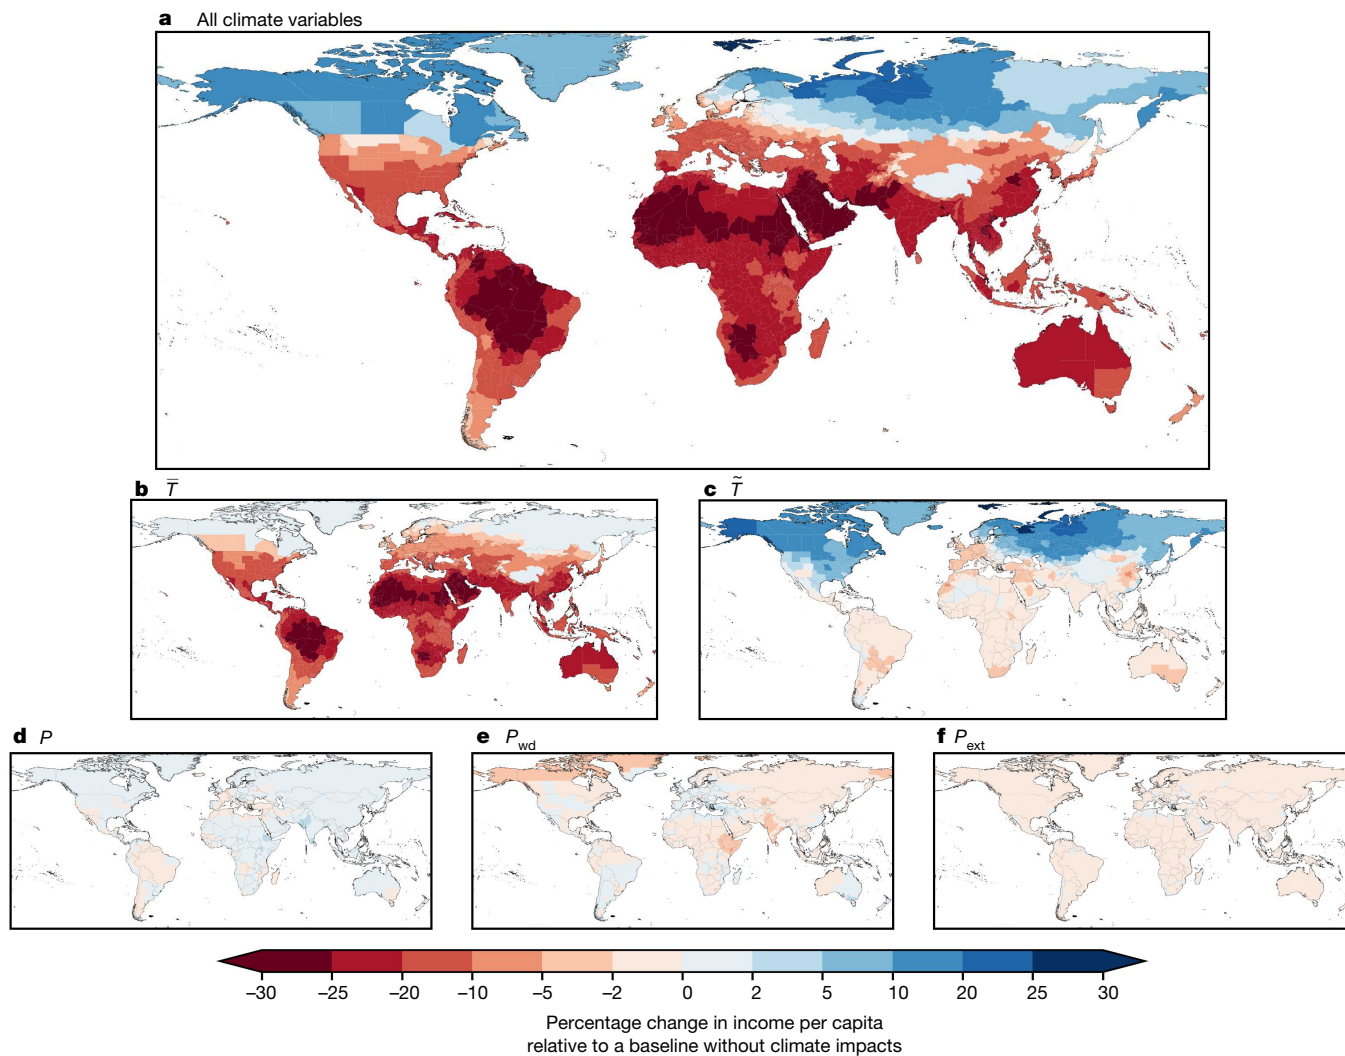 a All climate variables
b T̅
c T̃
d P
e Pwd
f Pext
–30 –25 –20 –10 –5 –2 0 2 5 10 20 25 30
Percentage change in income per capita
relative to a baseline without climate impacts